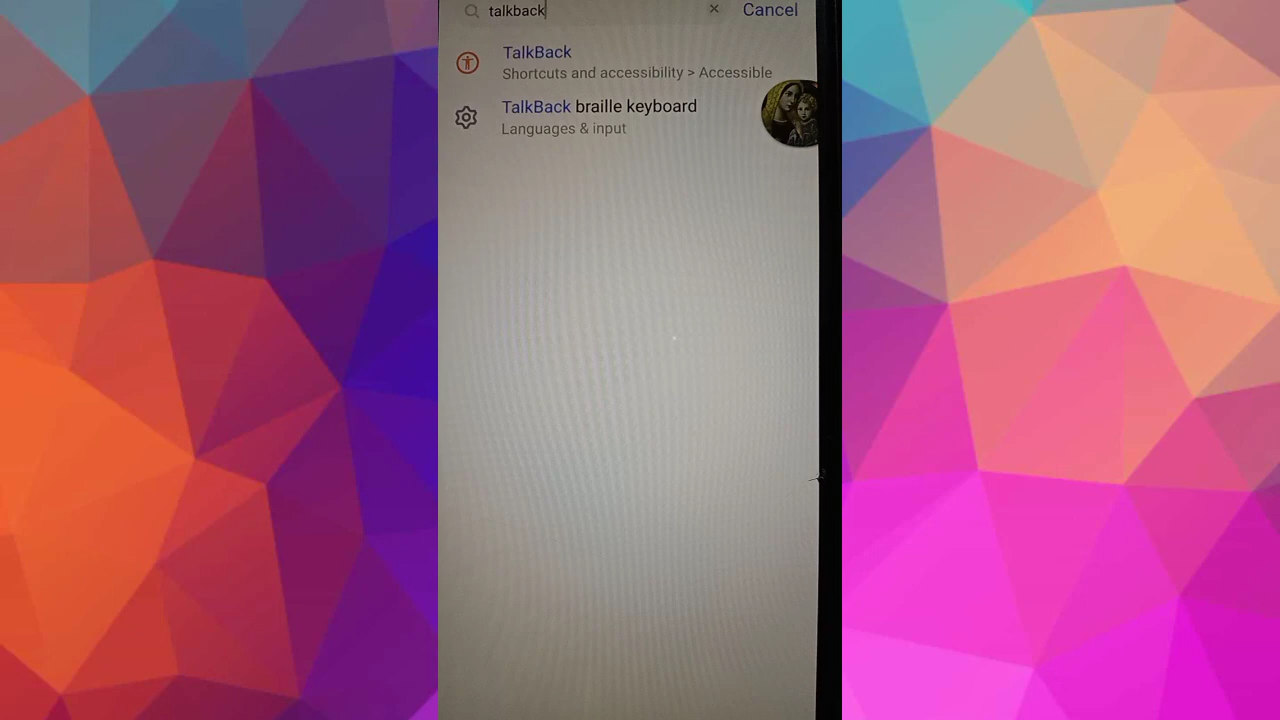 talkback
Cancel
TalkBack
Shortcuts and accessibility > Accessible
TalkBack braille keyboard
Languages & input